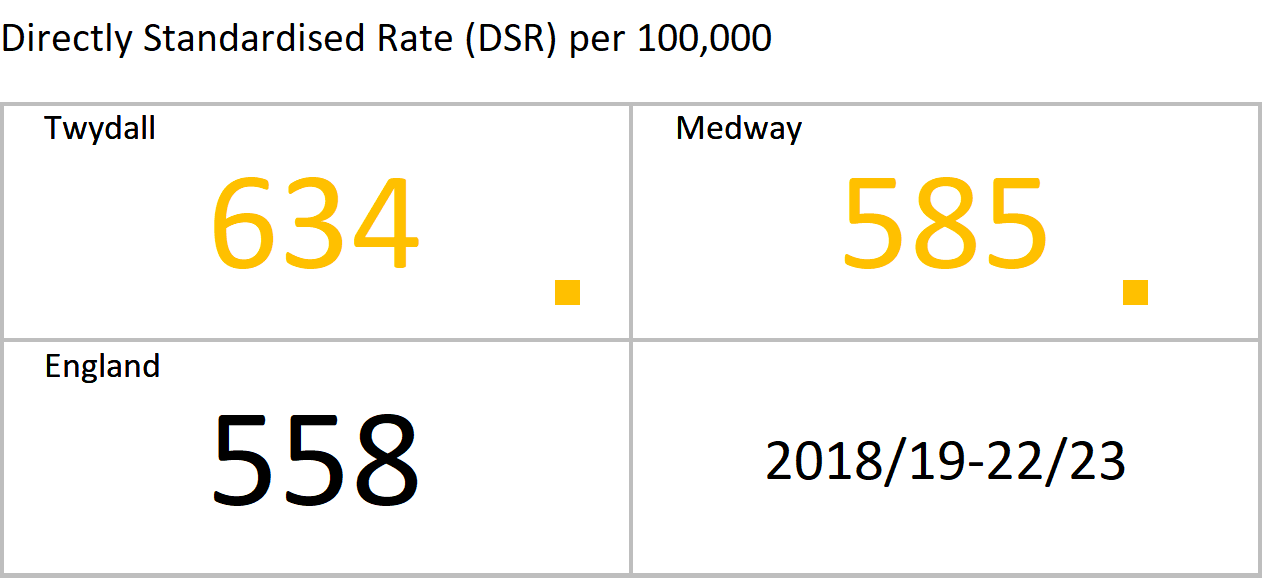 Directly Standardised Rate (DSR) per 100,000
Twydall
634
Medway
585
England
558
2018/19-22/23